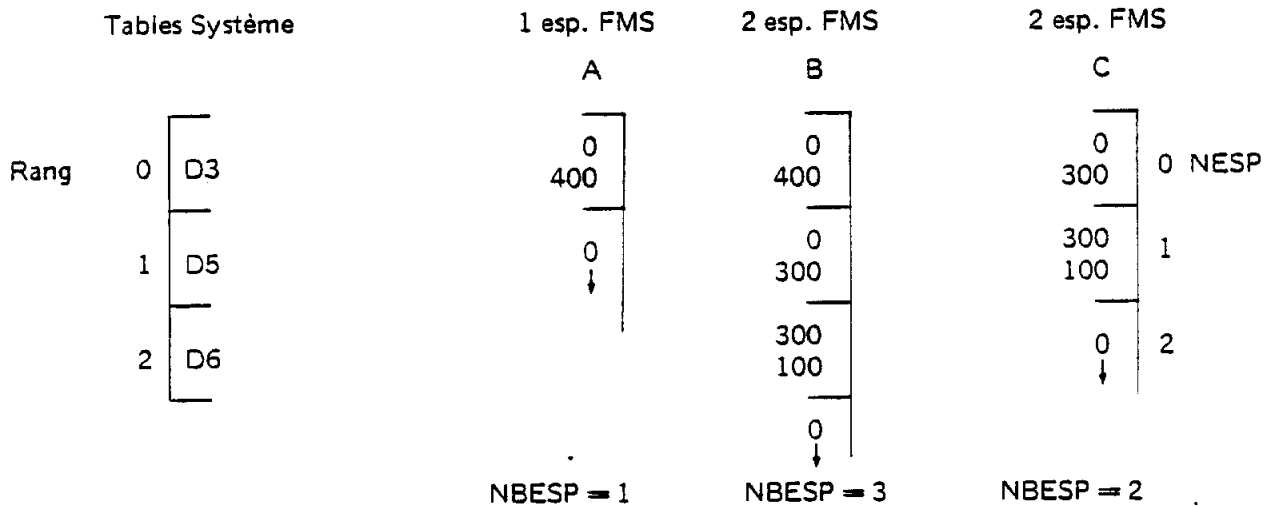 Tabies Système 1 esp. FMS 2 esp. FMS 2 esp. FMS
A B C
0 0 0
Rang 0 D3 400 400 300 0 NESP
0 0 300
1 D5 300 100 1
300
2 D6 100 0 2
0
NBESP = 1 NBESP = 3 NBESP = 2